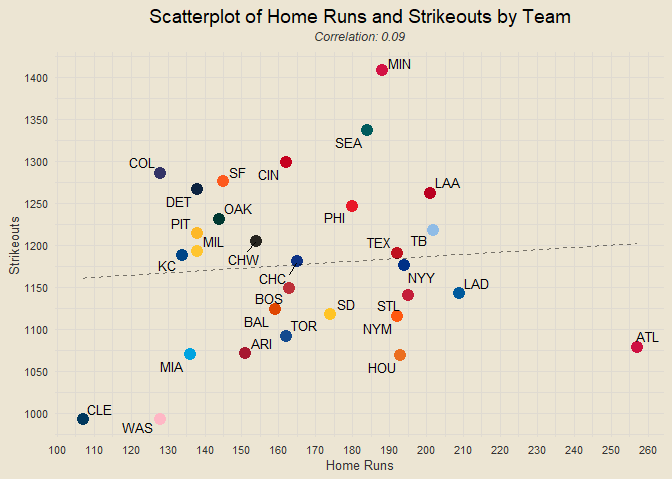 Scatterplot of Home Runs and Strikeouts by Team
Correlation: 0.09
Strikeouts
1400
1350
1300
1250
1200
1150
1100
1050
1000
MIN
SEA
COL
SF
CIN
DET
LAA
OAK
PHI
PIT
MIL
TEX
TB
KC
CHW
CHC
NYY
LAD
BOS
SD
STL
BAL
TOR
NYM
ARI
ATL
MIA
HOU
CLE
WAS
100 110 120 130 140 150 160 170 180 190 200 210 220 230 240 250 260
Home Runs